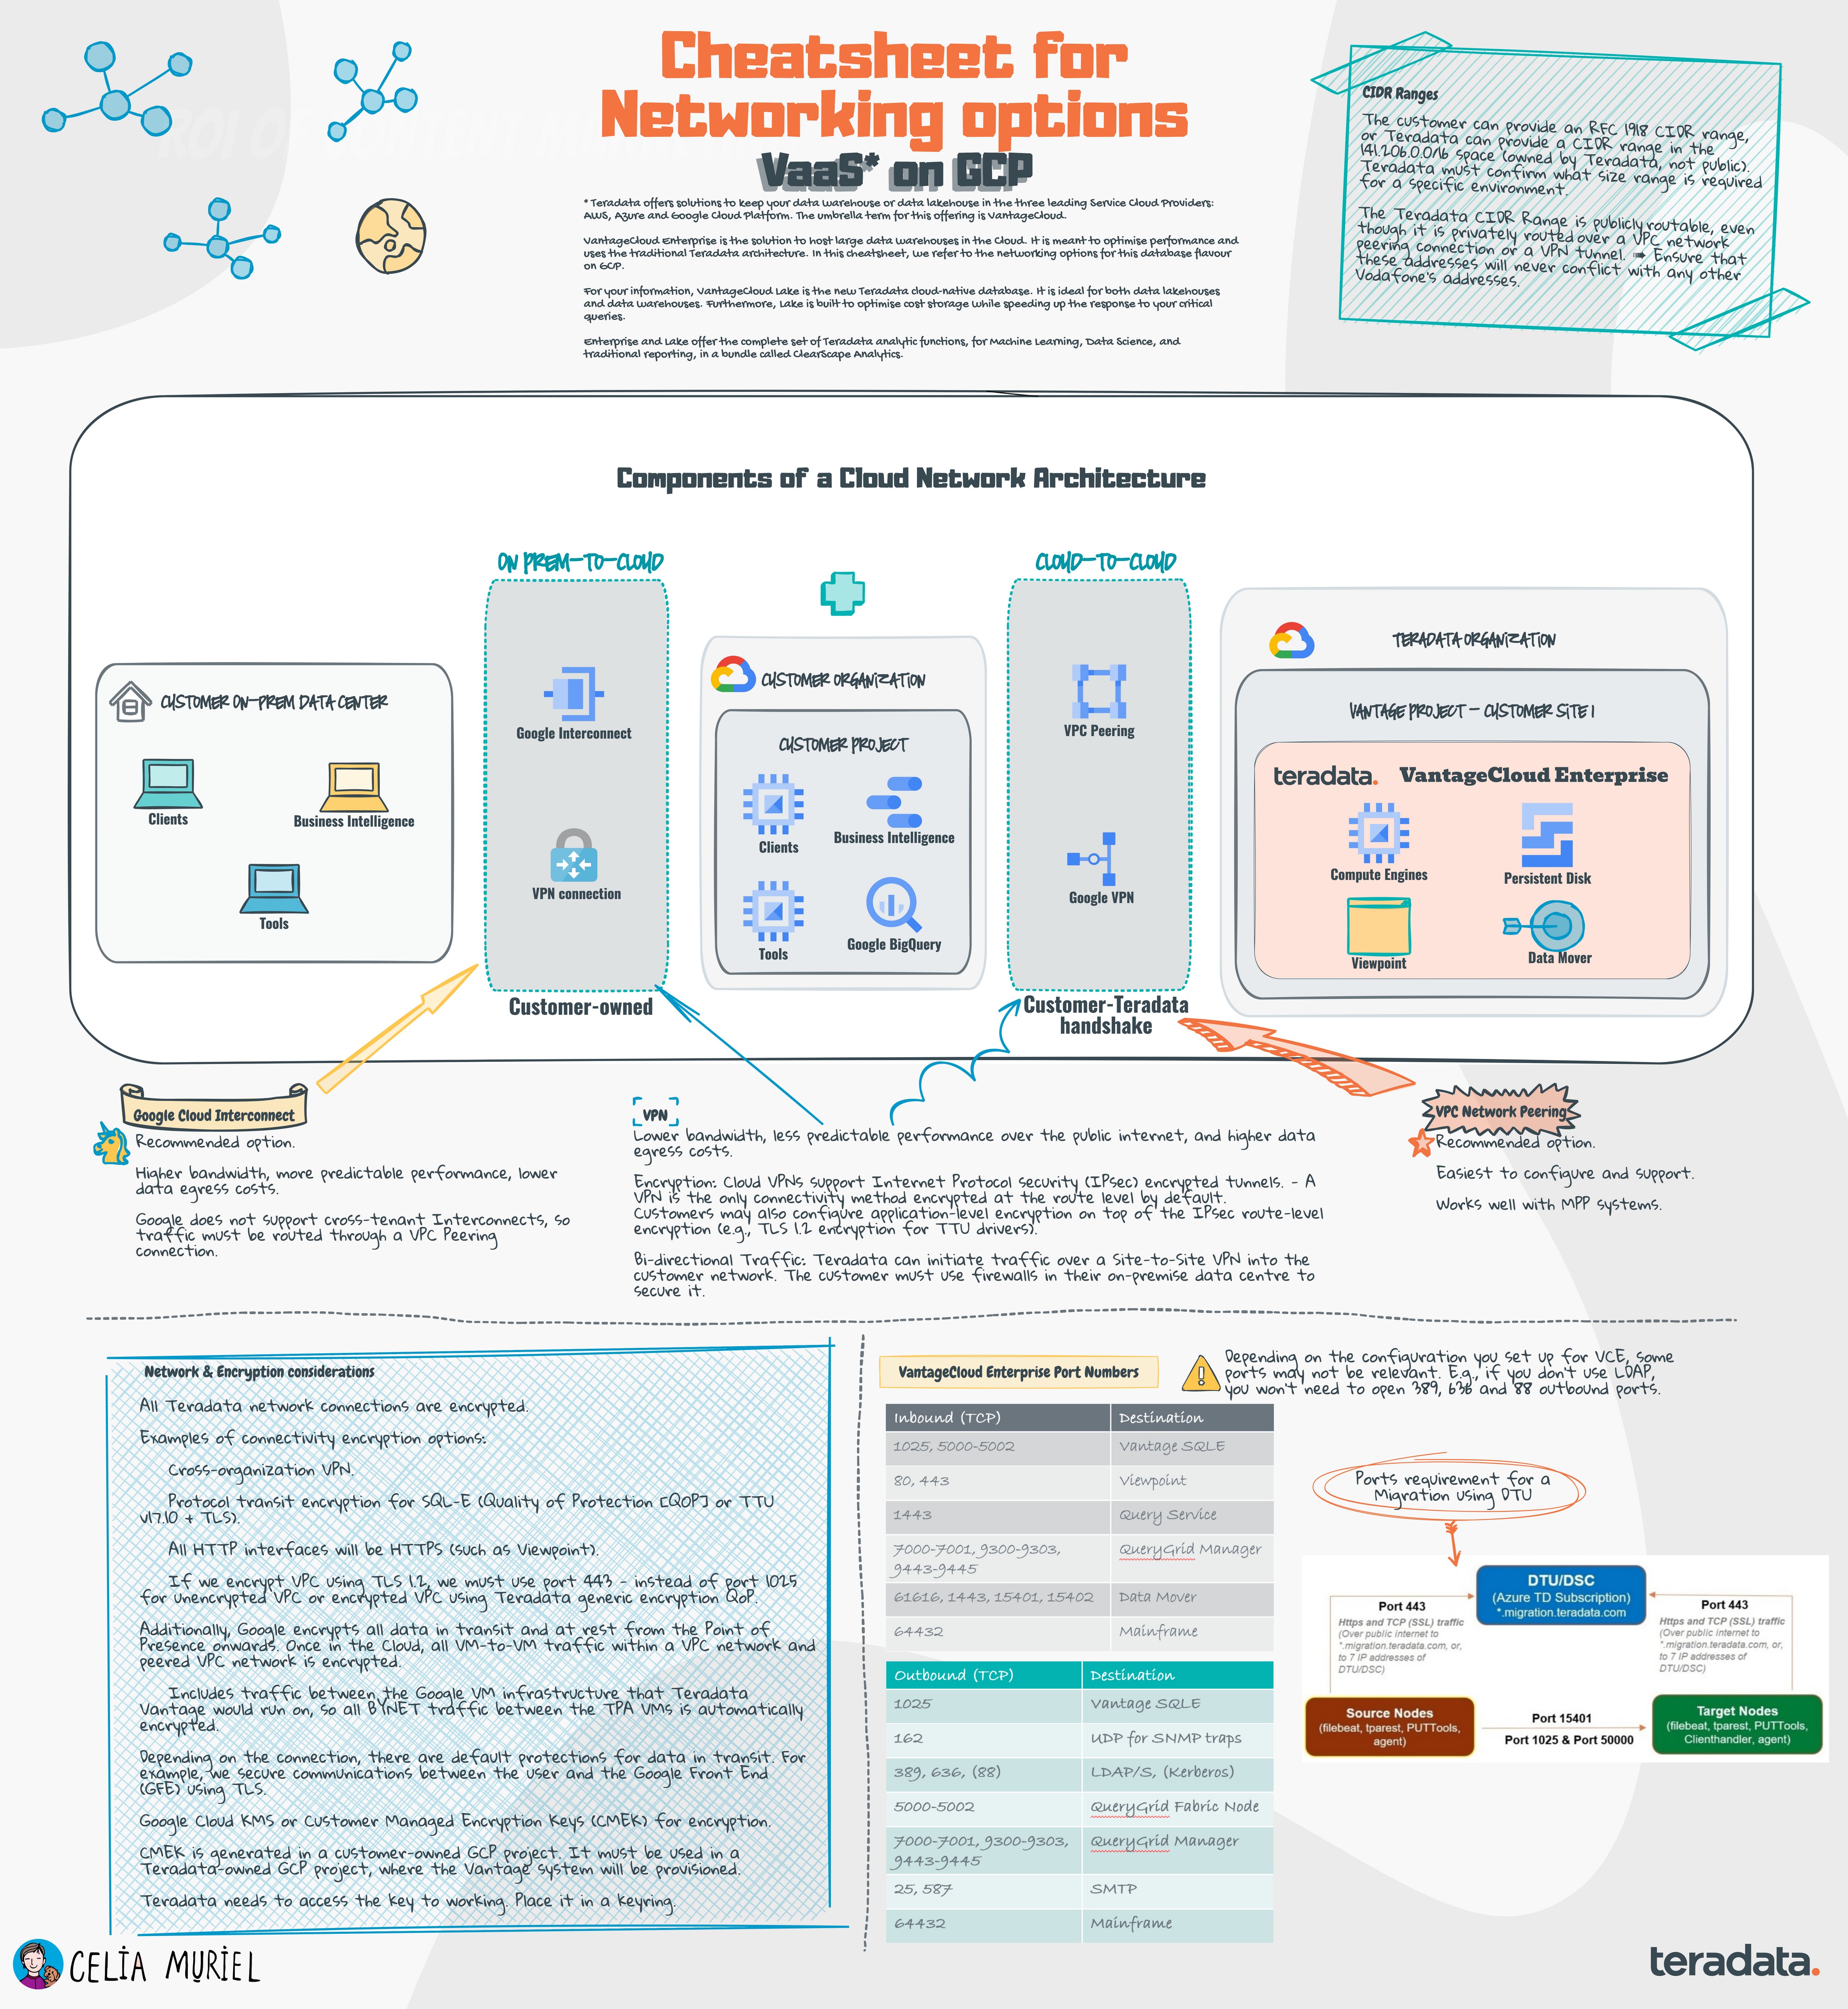 Cheatsheet for
Networking options
VaaS* on GCP
* Teradata offers solutions to keep your data warehouse or data lakehouse in the three leading Service Cloud Providers:
AWS, Azure and Google Cloud Platform. The umbrella term for this offering is VantageCloud.
VantageCloud Enterprise is the solution to host large data warehouses in the Cloud. It is meant to optimise performance and
uses the traditional Teradata architecture. In this cheatsheet, we refer to the networking options for this database flavour
on GCP.
For your information, VantageCloud Lake is the new Teradata cloud-native database. It is ideal for both data lakehouses
and data warehouses. Furthermore, Lake is built to optimise cost storage while speeding up the response to your critical
queries.
Enterprise and Lake offer the complete set of Teradata analytic functions, for Machine Learning, Data Science, and
traditional reporting, in a bundle called ClearScape Analytics.
CIDR Ranges
The customer can provide an RFC 1918 CIDR range,
or Teradata can provide a CIDR range in the
141.206.0.0/16 space (owned by Teradata, not public).
Teradata must confirm what size range is required
for a specific environment.
The Teradata CIDR Range is publicly routable, even
though it is privately routed over a VPC network
peering connection or a VPN tunnel. ➡ Ensure that
these addresses will never conflict with any other
Vodafone's addresses.
Components of a Cloud Network Architecture
ON PREM-TO-CLOUD
CLOUD-TO-CLOUD
CUSTOMER ON-PREM DATA CENTER
Clients
Business Intelligence
Tools
Google Interconnect
VPN connection
Customer-owned
CUSTOMER ORGANIZATION
CUSTOMER PROJECT
Clients
Business Intelligence
Tools
Google BigQuery
VPC Peering
Google VPN
Customer-Teradata
handshake
TERADATA ORGANIZATION
VANTAGE PROJECT - CUSTOMER SITE 1
teradata. VantageCloud Enterprise
Compute Engines
Persistent Disk
Viewpoint
Data Mover
Google Cloud Interconnect
Recommended option.
Higher bandwidth, more predictable performance, lower
data egress costs.
Google does not support cross-tenant Interconnects, so
traffic must be routed through a VPC Peering
connection.
VPN
Lower bandwidth, less predictable performance over the public internet, and higher data
egress costs.
Encryption: Cloud VPNs support Internet Protocol security (IPsec) encrypted tunnels. - A
VPN is the only connectivity method encrypted at the route level by default.
Customers may also configure application-level encryption on top of the IPsec route-level
encryption (e.g., TLS 1.2 encryption for TTU drivers).
Bi-directional Traffic: Teradata can initiate traffic over a Site-to-Site VPN into the
customer network. The customer must use firewalls in their on-premise data centre to
secure it.
VPC Network Peering
Recommended option.
Easiest to configure and support.
Works well with MPP systems.
Network & Encryption considerations
All Teradata network connections are encrypted.
Examples of connectivity encryption options:
Cross-organization VPN.
Protocol transit encryption for SQL-E (Quality of Protection [QOP] or TTU
v17.10 + TLS).
All HTTP interfaces will be HTTPs (such as Viewpoint).
If we encrypt VPC using TLS 1.2, we must use port 443 - instead of port 1025
for unencrypted VPC or encrypted VPC using Teradata generic encryption QoP.
Additionally, Google encrypts all data in transit and at rest from the Point of
Presence onwards. Once in the Cloud, all VM-to-VM traffic within a VPC network and
peered VPC network is encrypted.
Includes traffic between the Google VM infrastructure that Teradata
Vantage would run on, so all BYNET traffic between the TPA VMs is automatically
encrypted.
Depending on the connection, there are default protections for data in transit. For
example, we secure communications between the user and the Google Front End
(GFE) using TLS.
Google Cloud KMS or Customer Managed Encryption Keys (CMEK) for encryption.
CMEK is generated in a customer-owned GCP project. It must be used in a
Teradata-owned GCP project, where the Vantage system will be provisioned.
Teradata needs to access the key to working. Place it in a keyring.
VantageCloud Enterprise Port Numbers
Depending on the configuration you set up for VCE, some
ports may not be relevant. E.g., if you don't use LDAP,
you won't need to open 389, 636 and 88 outbound ports.
Inbound (TCP) Destination
1025, 5000-5002 Vantage SQLE
80, 443 Viewpoint
1443 Query Service
7000-7001, 9300-9303, QueryGrid Manager
9443-9445
61616, 1443, 15401, 15402 Data Mover
64432 Mainframe
Outbound (TCP) Destination
1025 Vantage SQLE
162 UDP for SNMP traps
389, 636, (88) LDAP/S, (Kerberos)
5000-5002 QueryGrid Fabric Node
7000-7001, 9300-9303, QueryGrid Manager
9443-9445
25, 587 SMTP
64432 Mainframe
Ports requirement for a
Migration using DTU
DTU/DSC
(Azure TD Subscription)
*.migration.teradata.com
Port 443
Https and TCP (SSL) traffic
(Over public internet to
*.migration.teradata.com, or,
to 7 IP addresses of
DTU/DSC)
Port 443
Https and TCP (SSL) traffic
(Over public internet to
*.migration.teradata.com, or,
to 7 IP addresses of
DTU/DSC)
Source Nodes
(filebeat, tparest, PUTTools,
agent)
Port 15401
Port 1025 & Port 50000
Target Nodes
(filebeat, tparest, PUTTools,
Clienthandler, agent)
CELIA MURIEL
teradata.